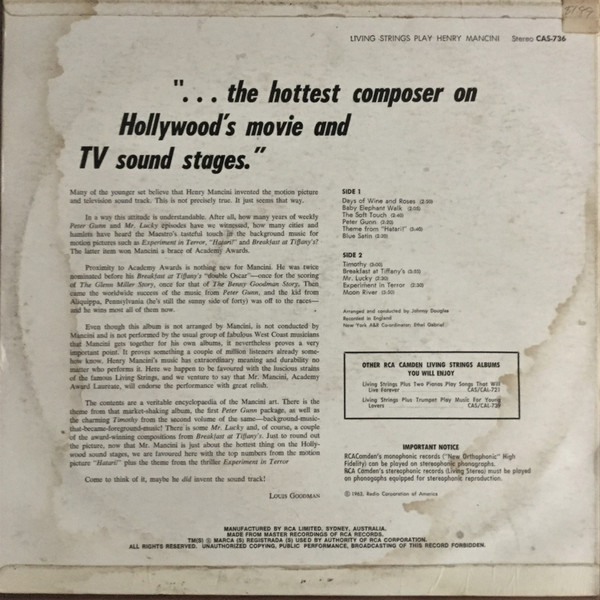 LIVING STRINGS PLAY HENRY MANCINI Stereo CAS-736
"... the hottest composer on
Hollywood's movie and
TV sound stages."
Many of the younger set believe that Henry Mancini invented the motion picture
and television sound track. This is not precisely true. It just seems that way.
In a way this attitude is understandable. After all, how many years of weekly
Peter Gunn and Mr. Lucky episodes have we witnessed, how many cities and
hamlets have heard the Maestro's tasteful touch in the background music for
motion pictures such as Experiment in Terror, "Hatari!" and Breakfast at Tiffany's?
The latter item won Mancini a brace of Academy Awards.
Proximity to Academy Awards is nothing new for Mancini. He was twice
nominated before his Breakfast at Tiffany's "double Oscar"—once for the scoring
of The Glenn Miller Story, once for that of The Benny Goodman Story. Then
came the worldwide success of the music from Peter Gunn, and the kid from
Aliquippa, Pennsylvania (he's still the sunny side of forty) was off to the races—
and he wins most all of them now.
Even though this album is not arranged by Mancini, is not conducted by
Mancini and is not performed by the usual group of fabulous West Coast musicians
that Mancini gets together for his own albums, it nevertheless proves a very
important point. It proves something a couple of million listeners already some-
how know. Henry Mancini's music has extraordinary meaning and durability no
matter who performs it. Here we happen to be favoured with the luscious strains
of the famous Living Strings, and we venture to say that Mr. Mancini, Academy
Award Laureate, will endorse the performance with great relish.
The contents are a veritable encyclopaedia of the Mancini art. There is the
theme from that market-shaking album, the first Peter Gunn package, as well as
the charming Timothy from the second volume of the same—background-music-
that-became-foreground-music! There is some Mr. Lucky and, of course, a couple
of the award-winning compositions from Breakfast at Tiffany's. Just to round out
the picture, now that Mr. Mancini is just about the hottest thing on the Holly-
wood sound stages, we are favoured here with the top numbers from the motion
picture "Hatari!" plus the theme from the thriller Experiment in Terror
Come to think of it, maybe he did invent the sound track!
LOUIS GOODMAN
SIDE 1
Days of Wine and Roses
Baby Elephant Walk
The Soft Touch
Peter Gunn
Theme from "Hatari!"
Blue Satin
SIDE 2
Timothy
Breakfast at Tiffany's
Mr. Lucky
Experiment in Terror
Moon River
Arranged and conducted by Johnny Douglas
Recorded in England
New York A&R Coordinator: Ethel Gabriel
OTHER RCA CAMDEN LIVING STRINGS ALBUMS
YOU WILL ENJOY
Living Strings Plus Two Pianos Play Songs That Will
Live Forever CAS/CAL-721
Living Strings Plus Trumpet Play Music For Young
Lovers CAS/CAL-739
IMPORTANT NOTICE
RCACamden's monophonic records ("New Orthophonic" High
Fidelity) can be played on stereophonic phonographs.
RCA Camden's stereophonic records (Living Stereo) must be played
on phonographs equipped for stereophonic reproduction.
© 1963, Radio Corporation of America
MANUFACTURED BY RCA LIMITED, SYDNEY, AUSTRALIA.
MADE FROM MASTER RECORDINGS OF RCA RECORDS.
TM(S) ® MARCA (S) REGISTRADA (S) USED BY AUTHORITY OF RCA CORPORATION.
ALL RIGHTS RESERVED. UNAUTHORIZED COPYING, PUBLIC PERFORMANCE, BROADCASTING OF THIS RECORD FORBIDDEN.